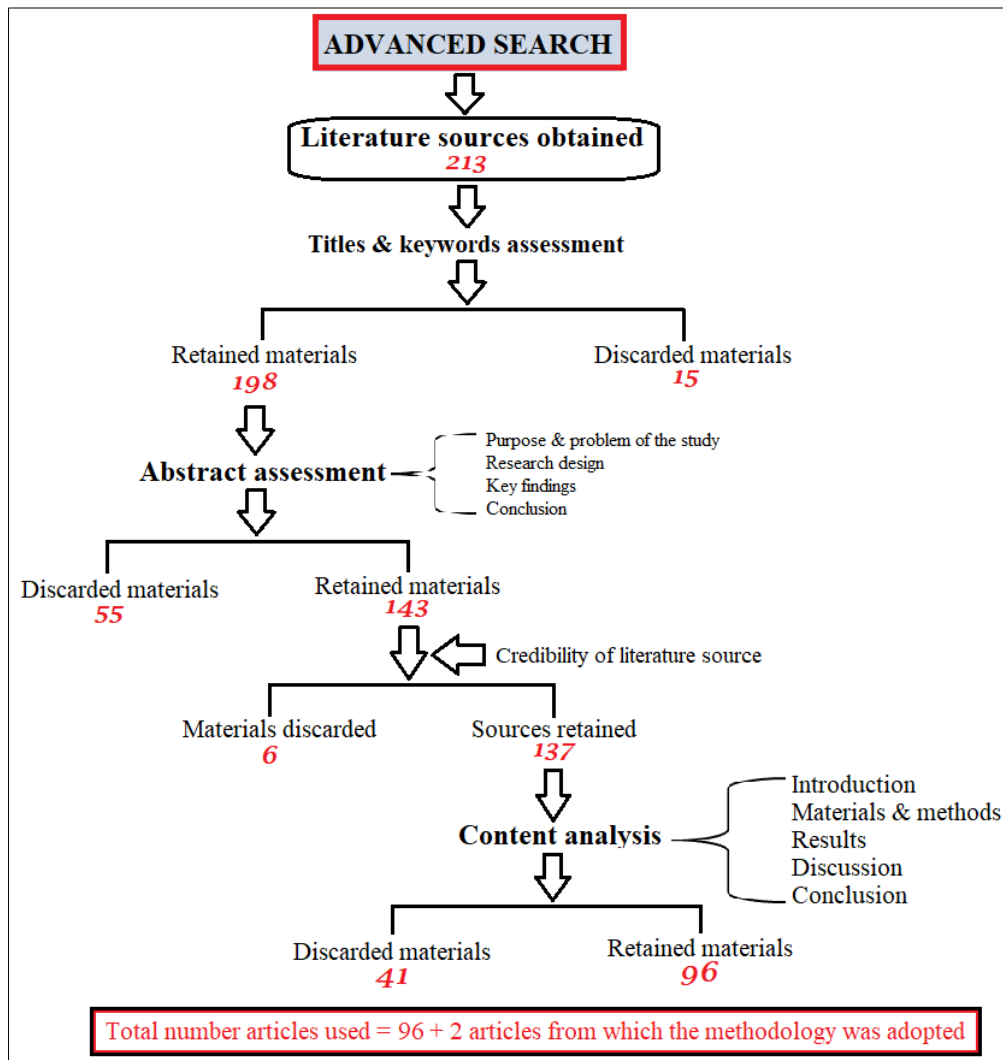 ADVANCED SEARCH
Literature sources obtained
213
Titles & keywords assessment
Retained materials
198
Discarded materials
15
Abstract assessment
Purpose & problem of the study
Research design
Key findings
Conclusion
Discarded materials
55
Retained materials
143
Credibility of literature source
Materials discarded
6
Sources retained
137
Content analysis
Introduction
Materials & methods
Results
Discussion
Conclusion
Discarded materials
41
Retained materials
96
Total number articles used = 96 + 2 articles from which the methodology was adopted